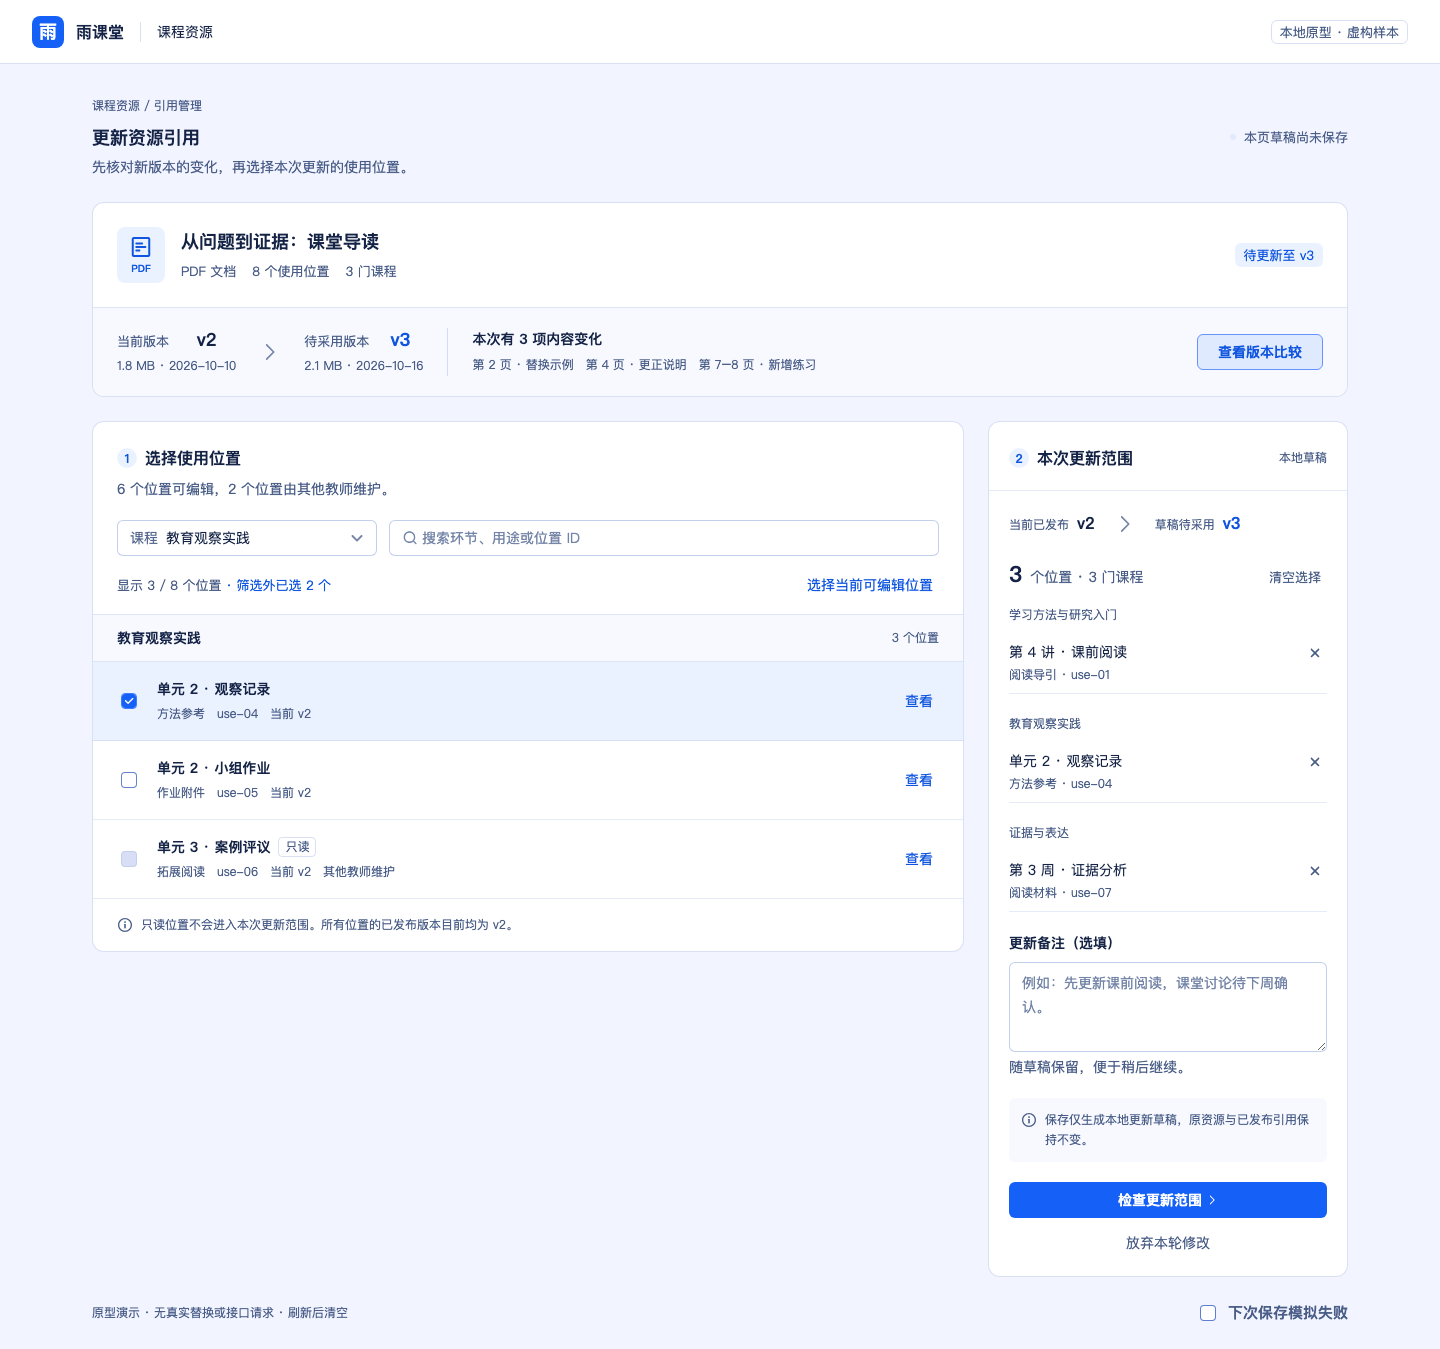 雨 雨课堂 课程资源 本地原型 · 虚构样本
课程资源 / 引用管理
更新资源引用
本页草稿尚未保存
先核对新版本的变化，再选择本次更新的使用位置。
PDF
从问题到证据：课堂导读
PDF 文档 8 个使用位置 3 门课程
待更新至 v3
当前版本 v2
1.8 MB · 2026-10-10
待采用版本 v3
2.1 MB · 2026-10-16
本次有 3 项内容变化
第 2 页 · 替换示例 第 4 页 · 更正说明 第 7—8 页 · 新增练习
查看版本比较
1 选择使用位置
6 个位置可编辑，2 个位置由其他教师维护。
课程 教育观察实践
搜索环节、用途或位置 ID
显示 3 / 8 个位置 · 筛选外已选 2 个
选择当前可编辑位置
教育观察实践
3 个位置
单元 2 · 观察记录
方法参考 use-04 当前 v2
查看
单元 2 · 小组作业
作业附件 use-05 当前 v2
查看
单元 3 · 案例评议 只读
拓展阅读 use-06 当前 v2 其他教师维护
查看
只读位置不会进入本次更新范围。所有位置的已发布版本目前均为 v2。
2 本次更新范围
本地草稿
当前已发布 v2
草稿待采用 v3
3 个位置 · 3 门课程
清空选择
学习方法与研究入门
第 4 讲 · 课前阅读
阅读导引 · use-01
教育观察实践
单元 2 · 观察记录
方法参考 · use-04
证据与表达
第 3 周 · 证据分析
阅读材料 · use-07
更新备注（选填）
例如：先更新课前阅读，课堂讨论待下周确
认。
随草稿保留，便于稍后继续。
保存仅生成本地更新草稿，原资源与已发布引用保
持不变。
检查更新范围
放弃本轮修改
原型演示 · 无真实替换或接口请求 · 刷新后清空
下次保存模拟失败